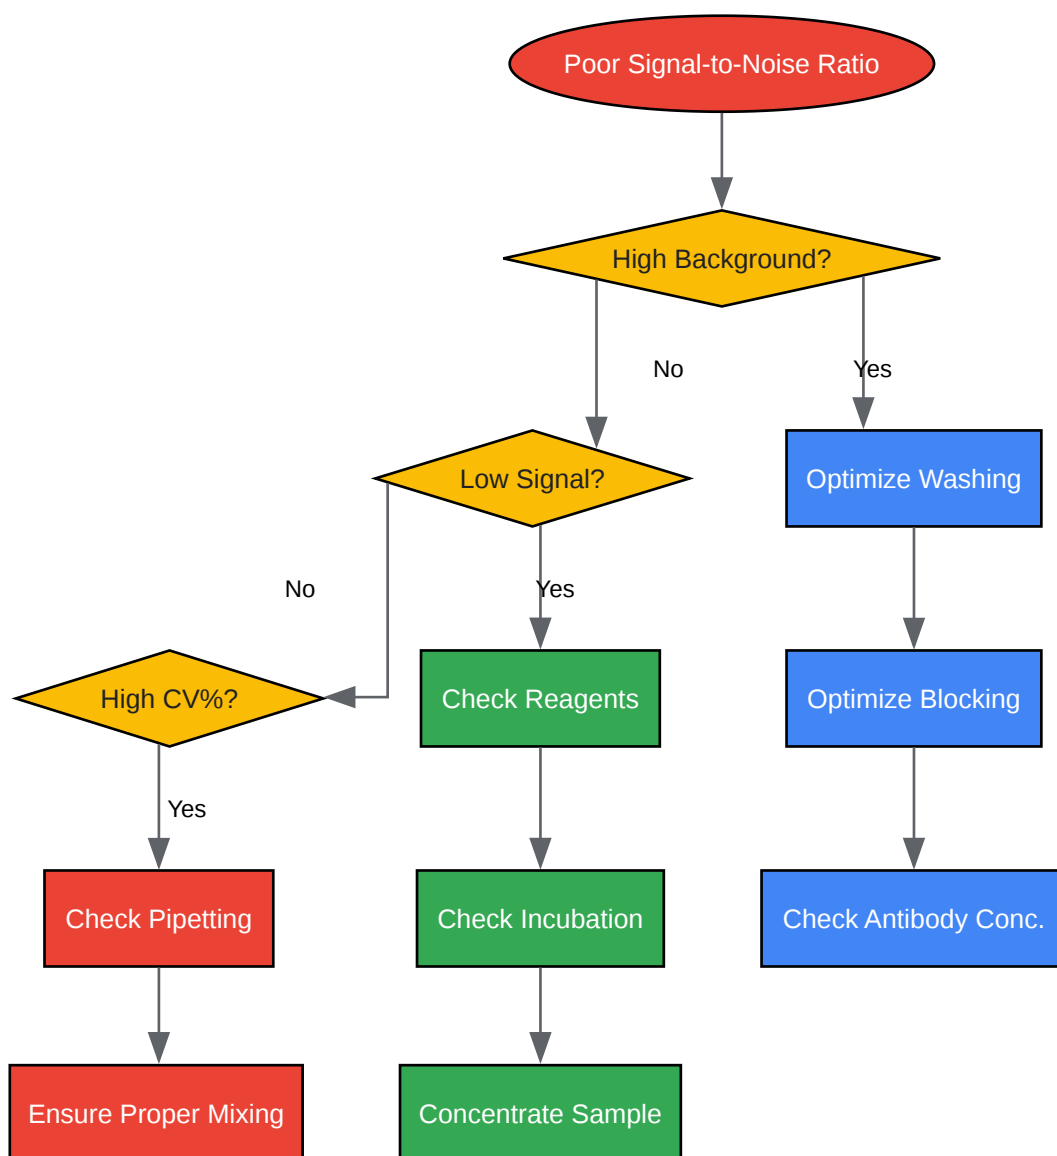 Poor Signal-to-Noise Ratio
High Background?
No
Yes
Low Signal?
Optimize Washing
No
Yes
High CV%?
Check Reagents
Optimize Blocking
Yes
Check Pipetting
Check Incubation
Check Antibody Conc.
Ensure Proper Mixing
Concentrate Sample